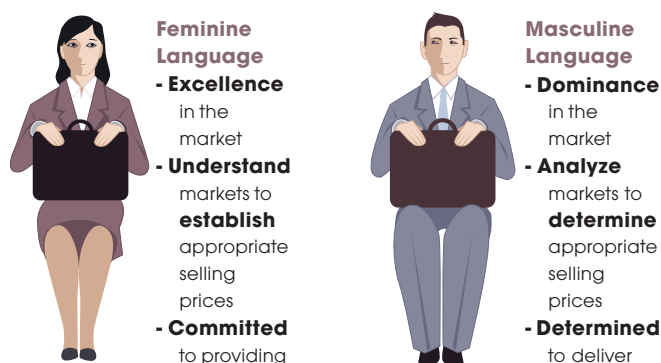 Feminine
Language
- Excellence
in the
market
- Understand
markets to
establish
appropriate
selling
prices
- Committed
to providing
Masculine
Language
- Dominance
in the
market
- Analyze
markets to
determine
appropriate
selling
prices
- Determined
to deliver